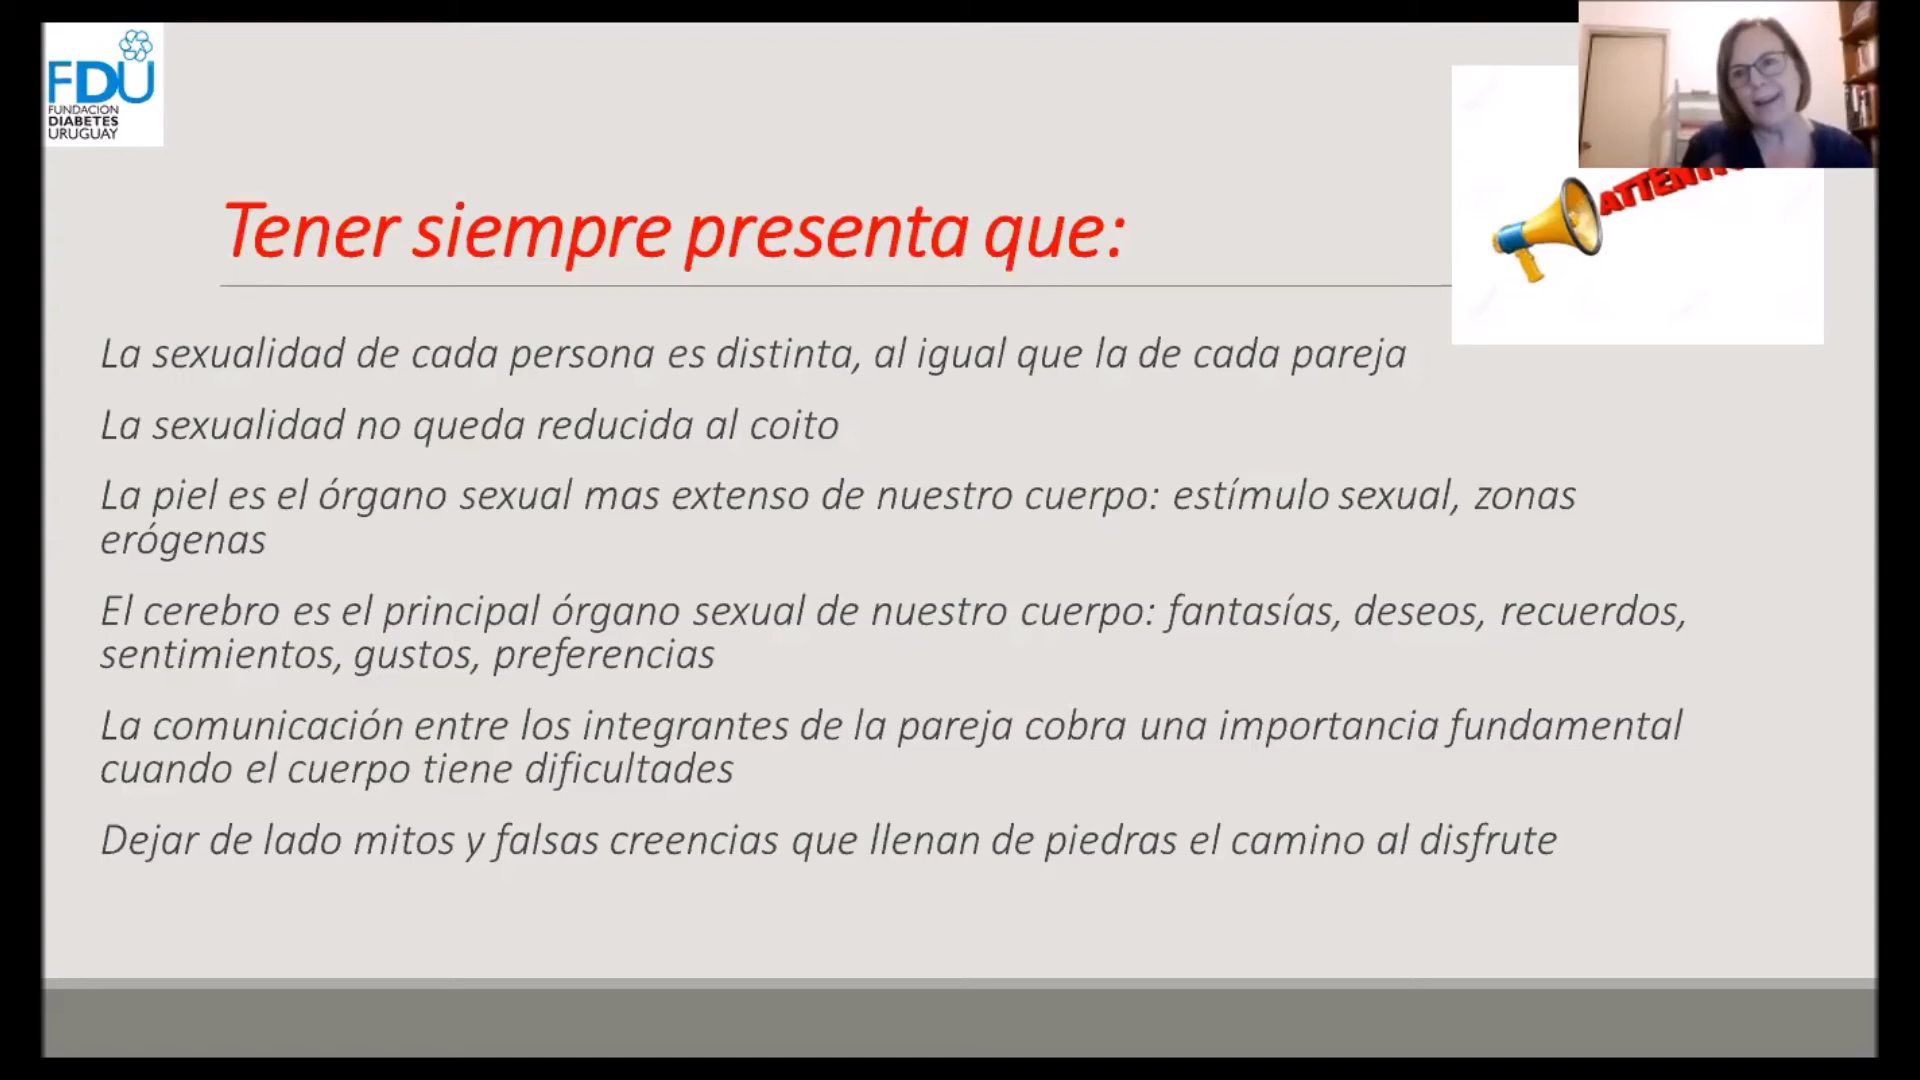 FDU
FUNDACIÓN
DIABETES
URUGUAY
Tener siempre presenta que:
La sexualidad de cada persona es distinta, al igual que la de cada pareja
La sexualidad no queda reducida al coito
La piel es el órgano sexual mas extenso de nuestro cuerpo: estímulo sexual, zonas
erógenas
El cerebro es el principal órgano sexual de nuestro cuerpo: fantasías, deseos, recuerdos,
sentimientos, gustos, preferencias
La comunicación entre los integrantes de la pareja cobra una importancia fundamental
cuando el cuerpo tiene dificultades
Dejar de lado mitos y falsas creencias que llenan de piedras el camino al disfrute